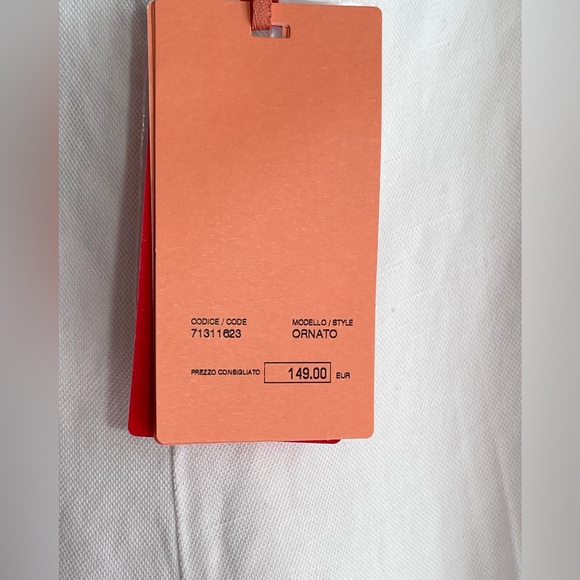 CODICE / CODE MODELLO / STYLE
71311623 ORNATO
PREZZO CONSIGLIATO 149.00 EUR